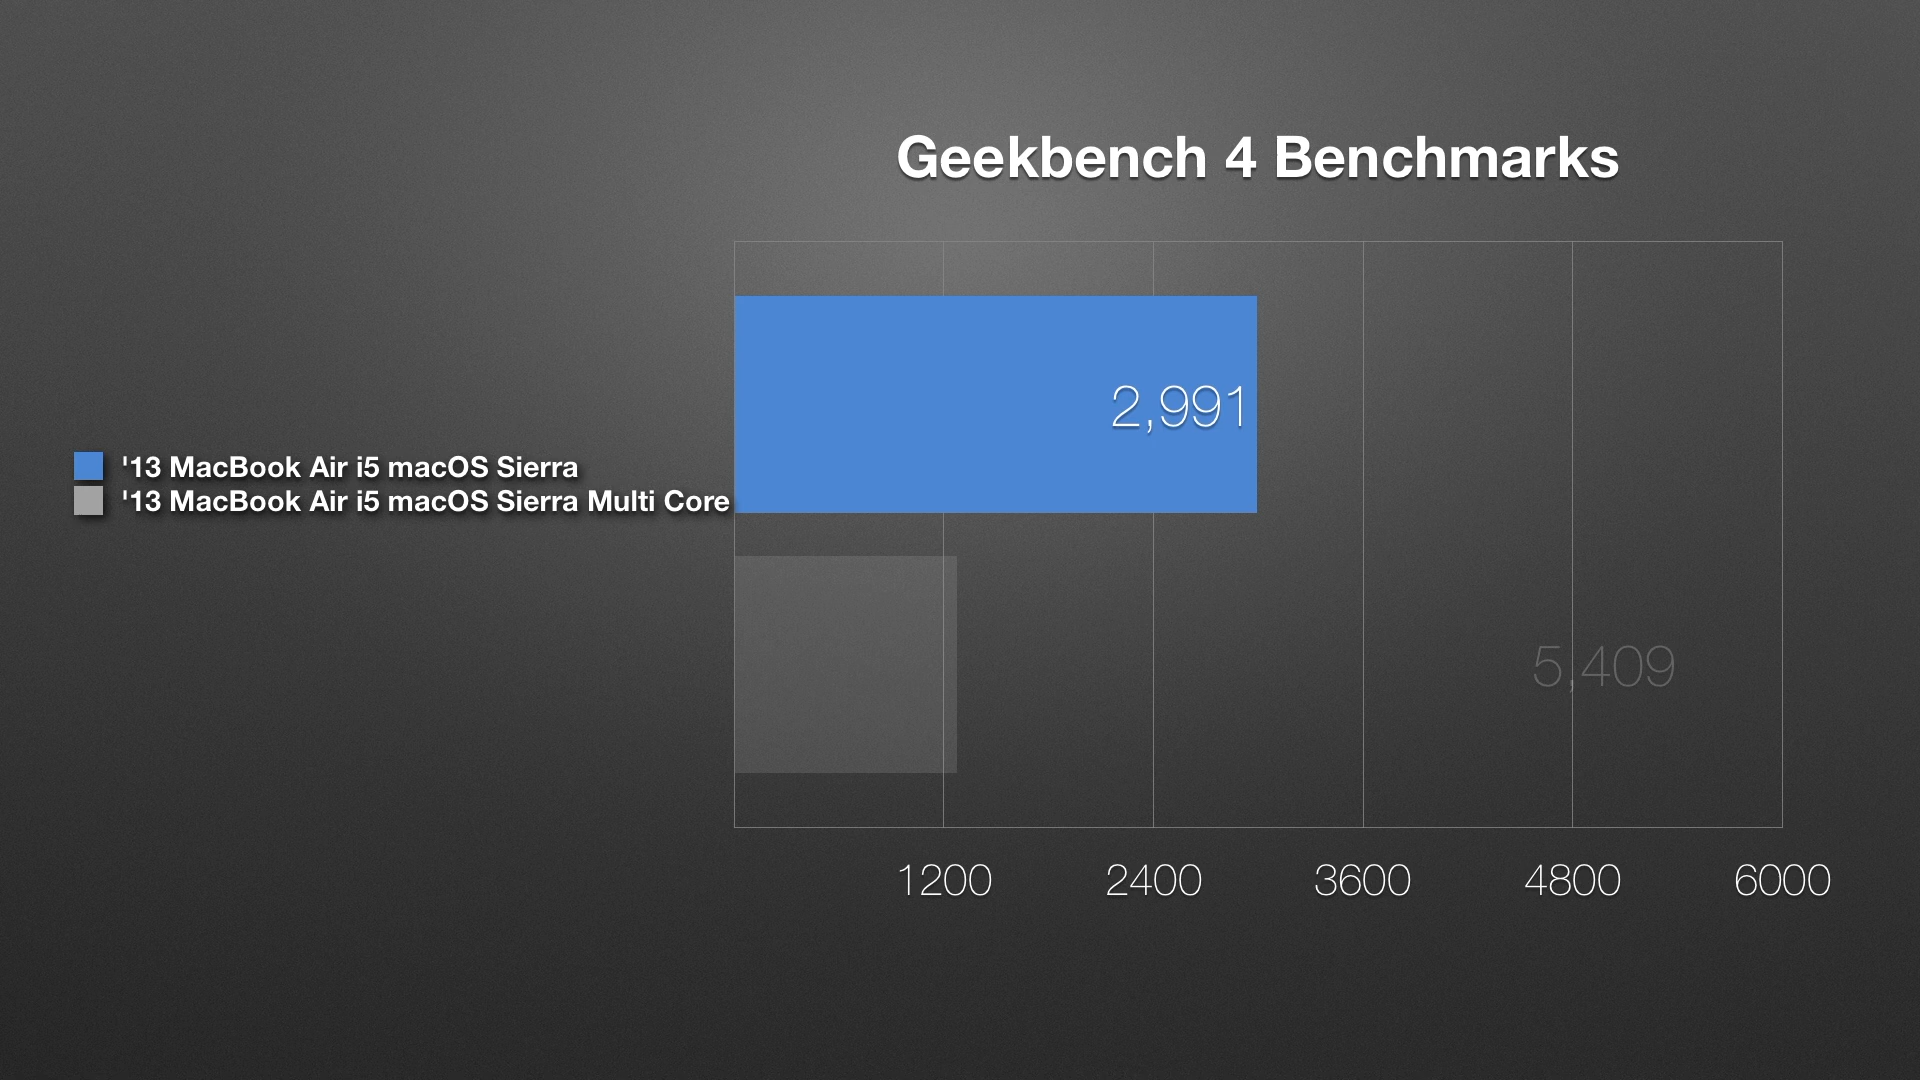 Geekbench 4 Benchmarks
2,991
'13 MacBook Air i5 macOS Sierra
'13 MacBook Air i5 macOS Sierra Multi Core
5,409
1200 2400 3600 4800 6000